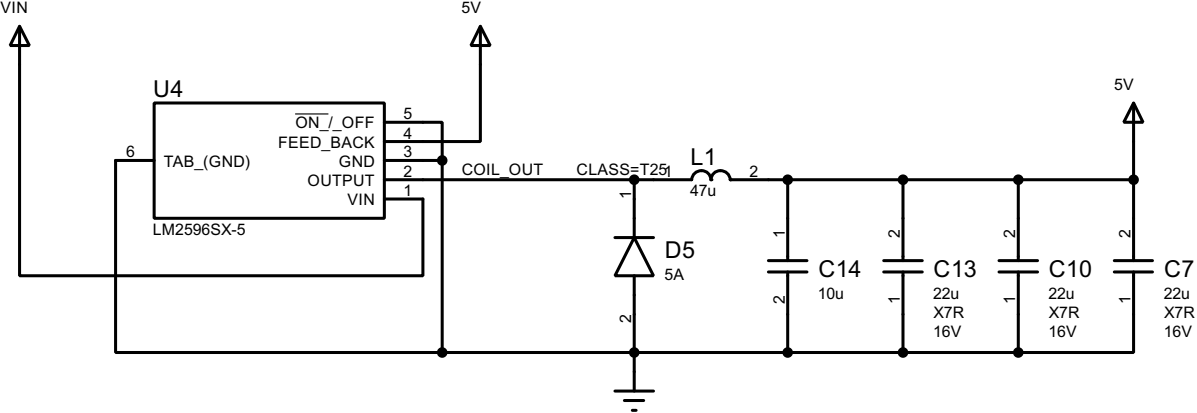 VIN
5V
5V
U4
ON_/_OFF
5
FEED_BACK
4
6
TAB_(GND)
GND
3
OUTPUT
2
COIL_OUT
CLASS=T25
1
L1
2
47u
VIN
1
LM2596SX-5
1
D5
5A
2
1
C14
10u
2
2
C13
22u
X7R
16V
1
2
C10
22u
X7R
16V
1
2
C7
22u
X7R
16V
1